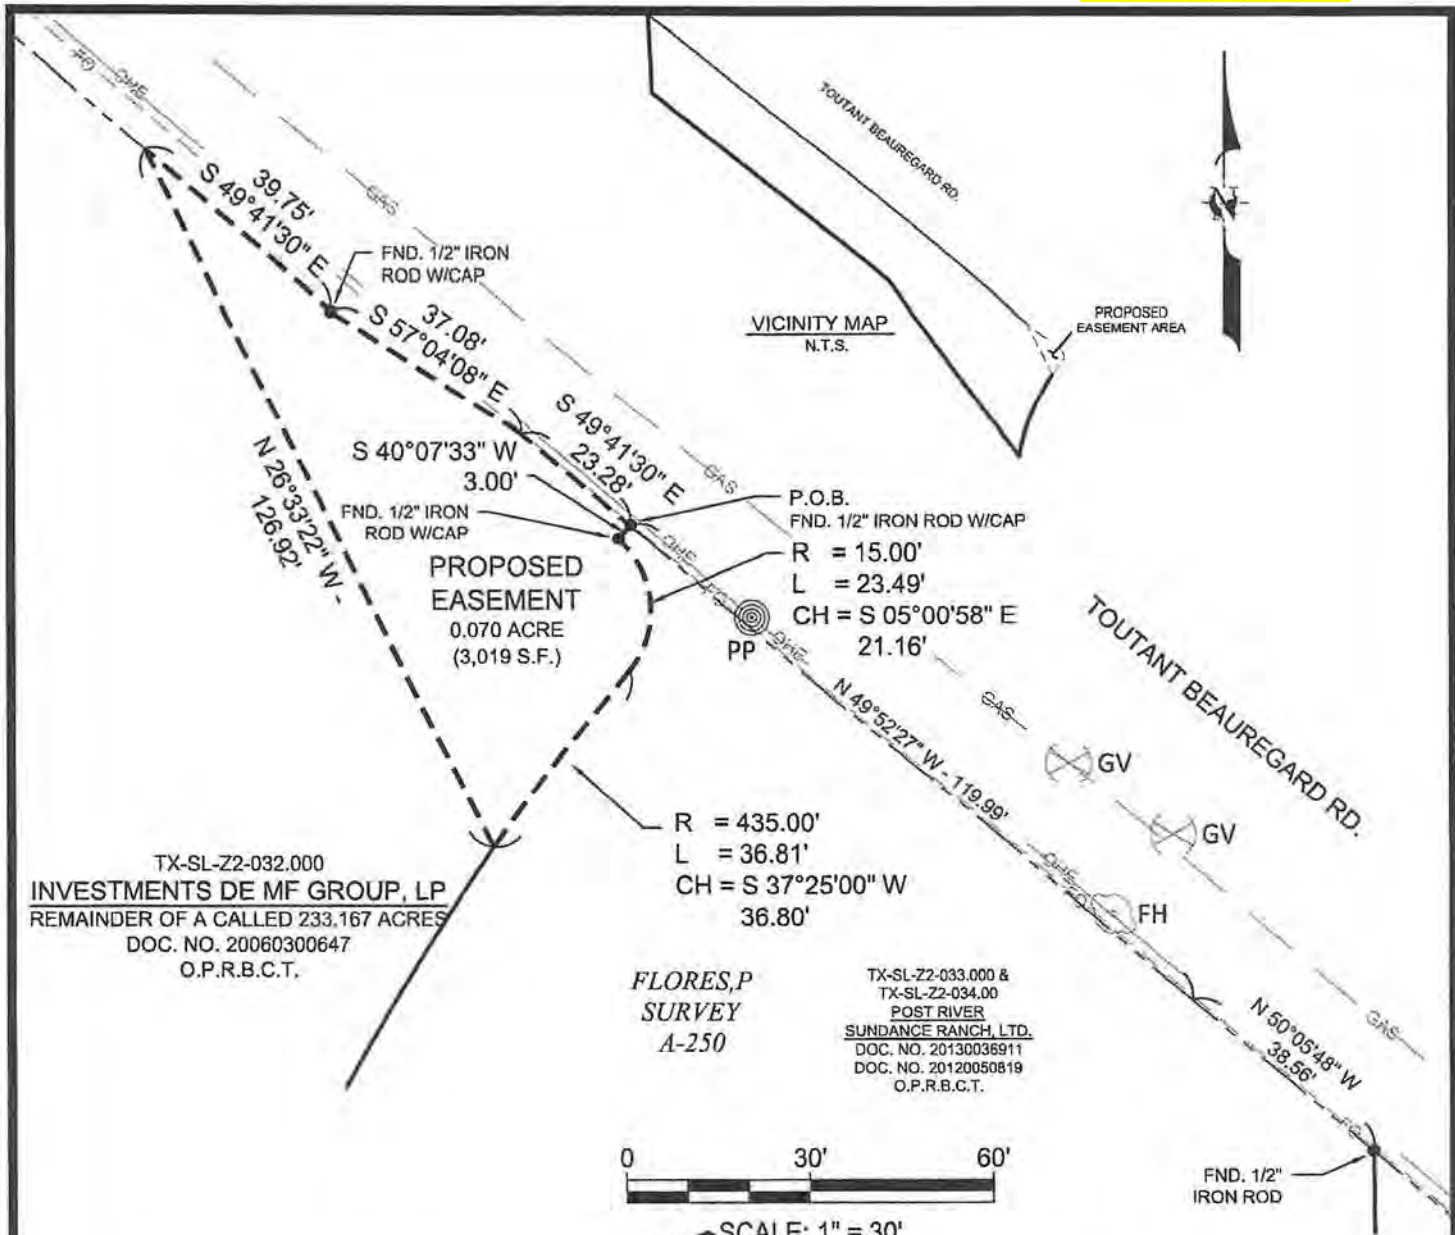 FO
OHE
39.75'
S 49°41'30" E
GAS
FND. 1/2" IRON
ROD W/CAP
37.08'
S 57°04'08" E
TOUTANT BEAUREGARD RD.
N
VICINITY MAP
N.T.S.
PROPOSED
EASEMENT AREA
S 49°41'30" E
23.28'
S 40°07'33" W
3.00'
GAS
N 26°33'22" W -
126.92'
FND. 1/2" IRON
ROD W/CAP
P.O.B.
FND. 1/2" IRON ROD W/CAP
PROPOSED
EASEMENT
0.070 ACRE
(3,019 S.F.)
OHE
FO
R = 15.00'
L = 23.49'
CH = S 05°00'58" E
21.16'
PP
OHE
GAS
TOUTANT BEAUREGARD RD.
N 49°52'27" W - 119.99'
GV
GV
R = 435.00'
L = 36.81'
CH = S 37°25'00" W
36.80'
OHE
FO
FH
TX-SL-Z2-032.000
INVESTMENTS DE MF GROUP, LP
REMAINDER OF A CALLED 233.167 ACRES
DOC. NO. 20060300647
O.P.R.B.C.T.
FLORES,P
SURVEY
A-250
TX-SL-Z2-033.000 &
TX-SL-Z2-034.00
POST RIVER
SUNDANCE RANCH, LTD.
DOC. NO. 20130036911
DOC. NO. 20120050819
O.P.R.B.C.T.
GAS
N 50°05'48" W
38.56'
FO
0 30' 60'
SCALE: 1" = 30'
FND. 1/2"
IRON ROD